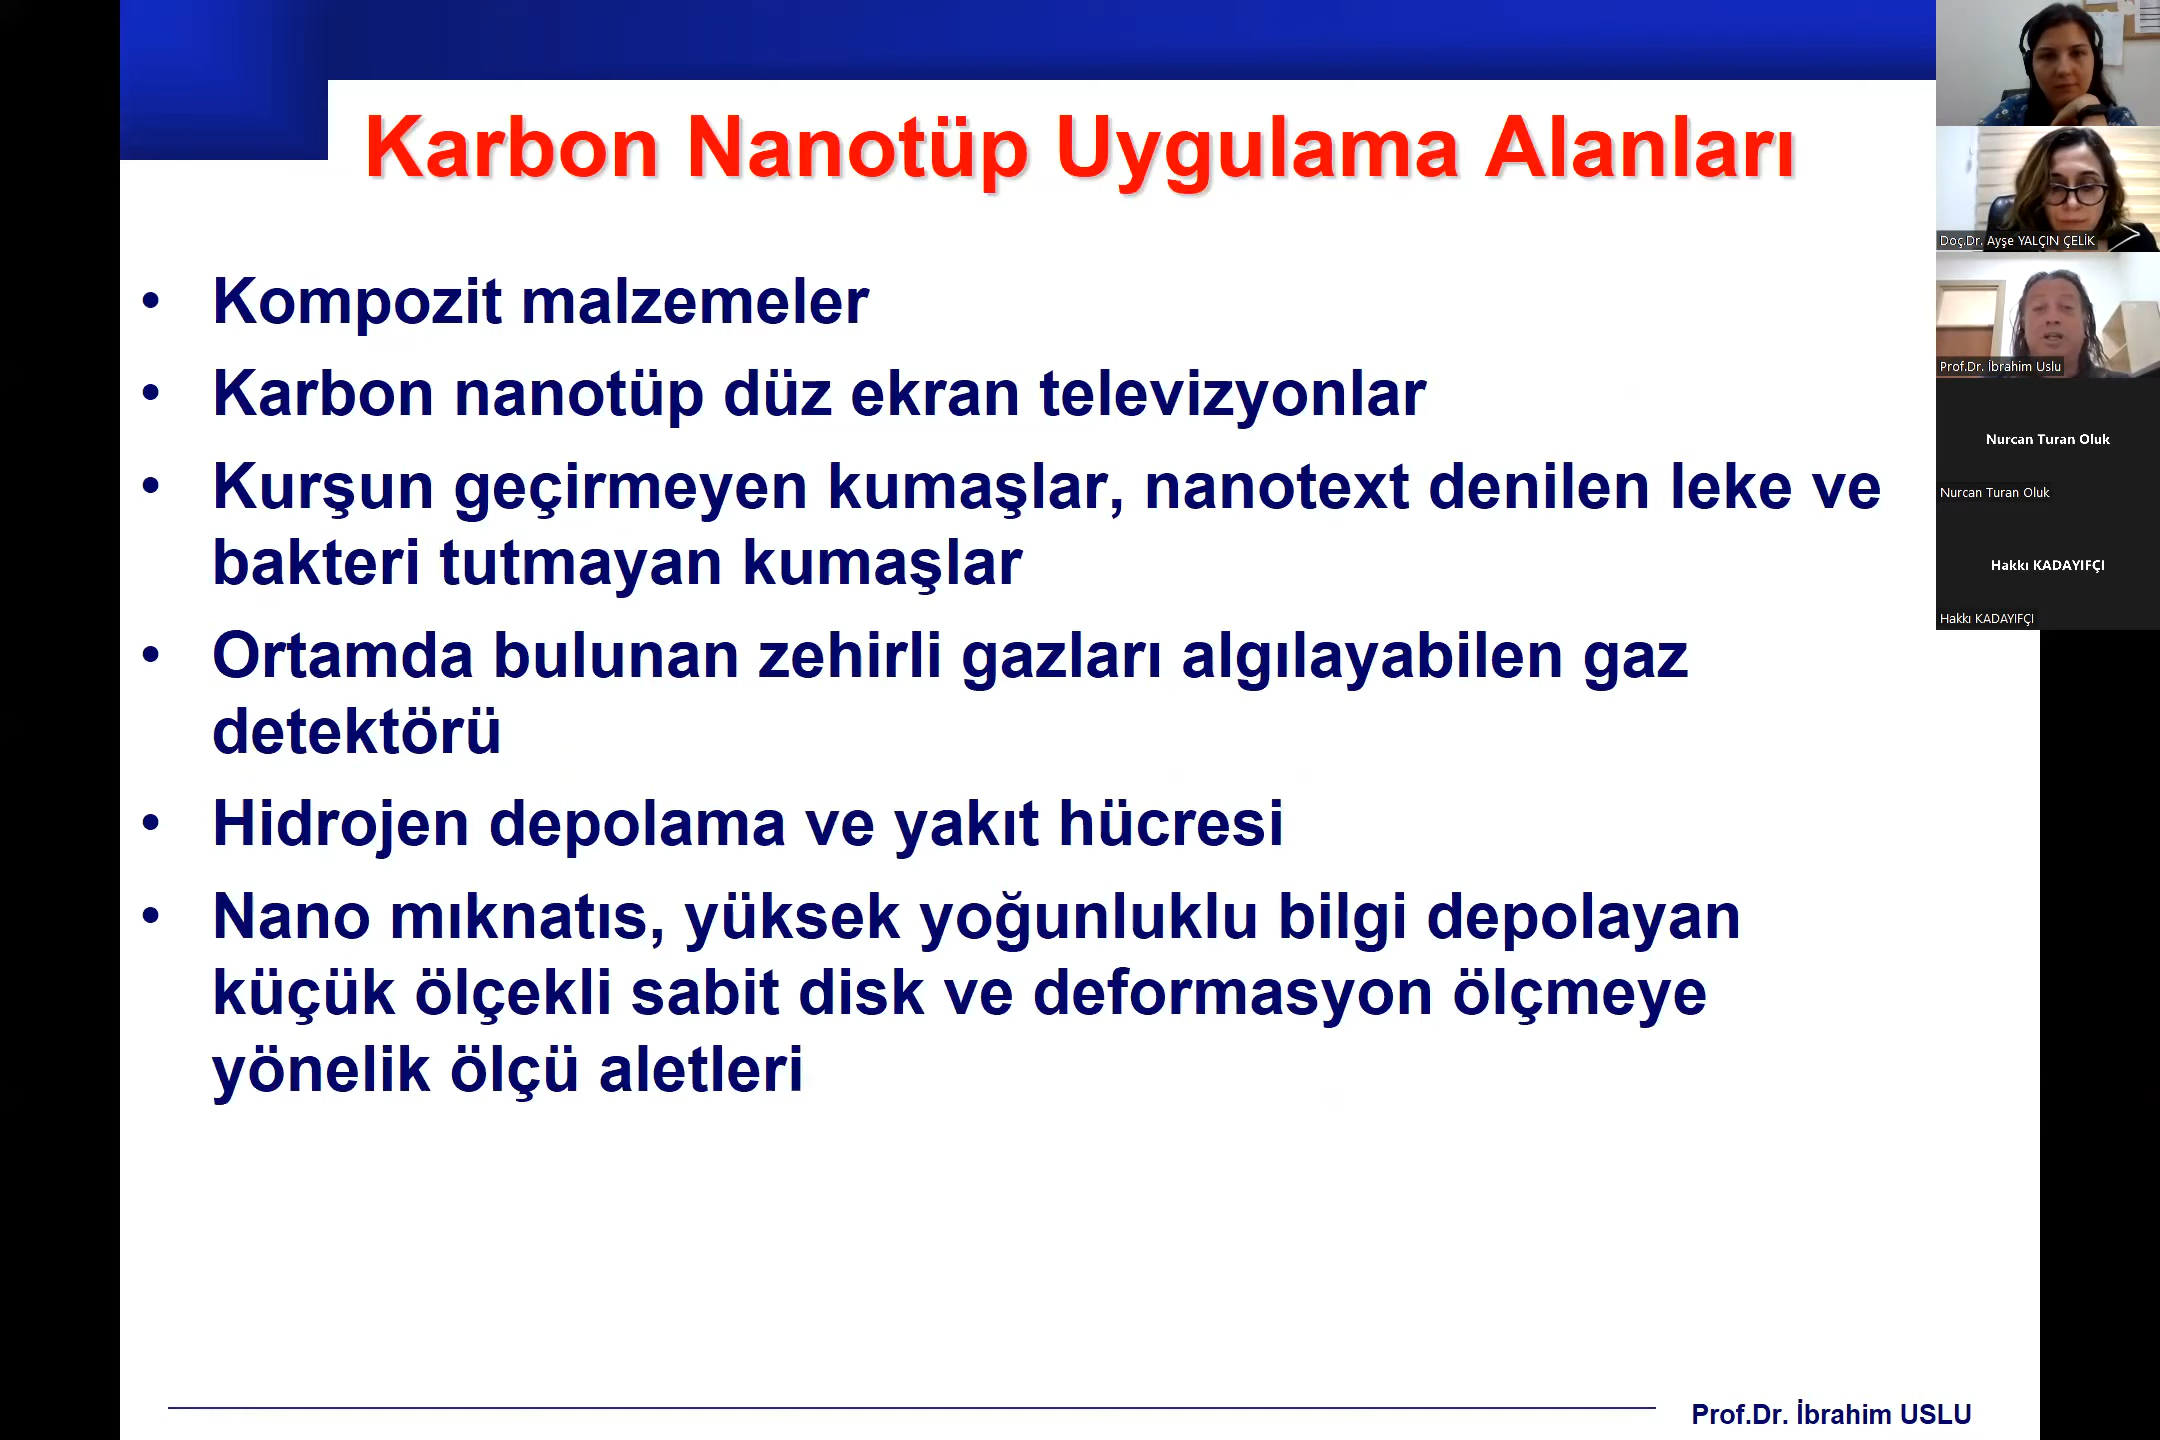 Karbon Nanotüp Uygulama Alanları
• Kompozit malzemeler
• Karbon nanotüp düz ekran televizyonlar
• Kurşun geçirmeyen kumaşlar, nanotext denilen leke ve
bakteri tutmayan kumaşlar
• Ortamda bulunan zehirli gazları algılayabilen gaz
detektörü
• Hidrojen depolama ve yakıt hücresi
• Nano mıknatıs, yüksek yoğunluklu bilgi depolayan
küçük ölçekli sabit disk ve deformasyon ölçmeye
yönelik ölçü aletleri
Prof.Dr. İbrahim USLU
Doç.Dr. Ayşe YALÇIN ÇELİK
Prof.Dr. İbrahim Uslu
Nurcan Turan Oluk
Nurcan Turan Oluk
Hakkı KADAYIFÇI
Hakkı KADAYIFÇI